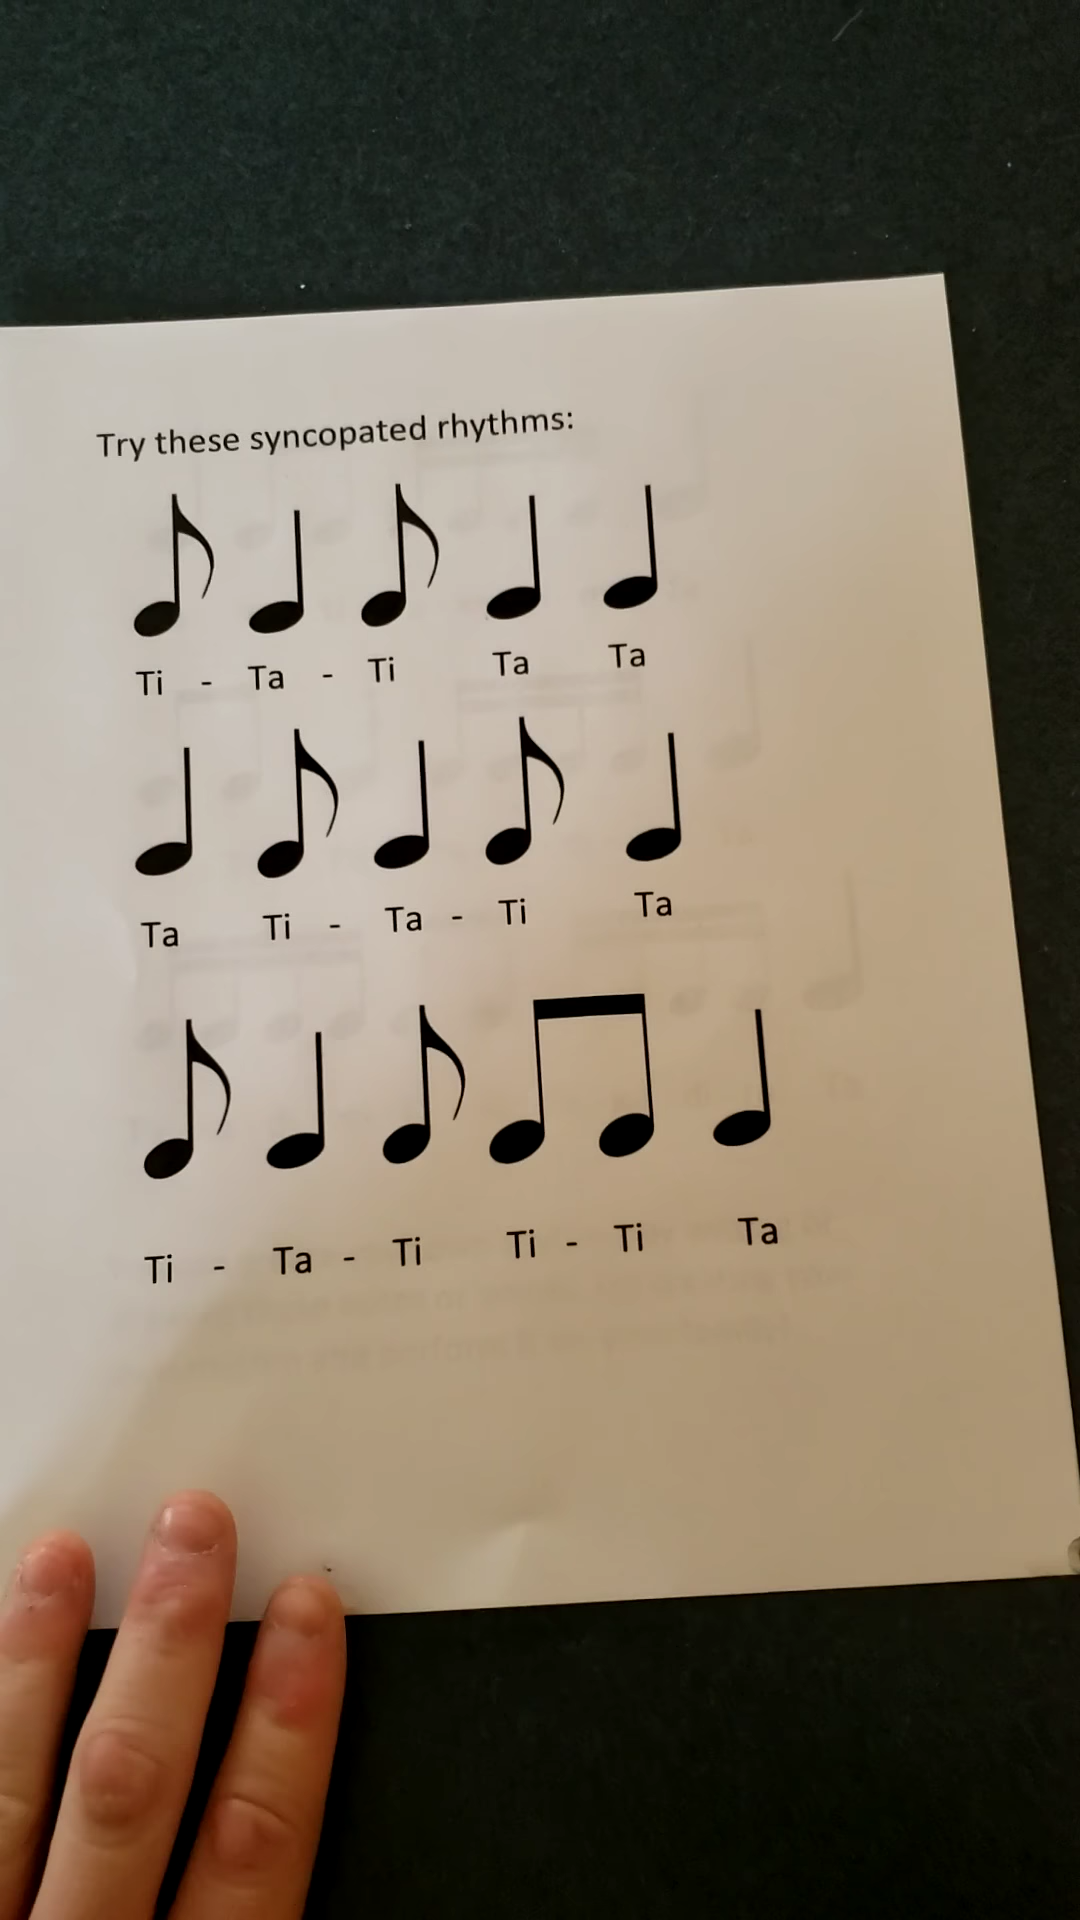 Try these syncopated rhythms:
Ti - Ta - Ti Ta Ta
Ta Ti - Ta - Ti Ta
Ti - Ta - Ti Ti - Ti Ta